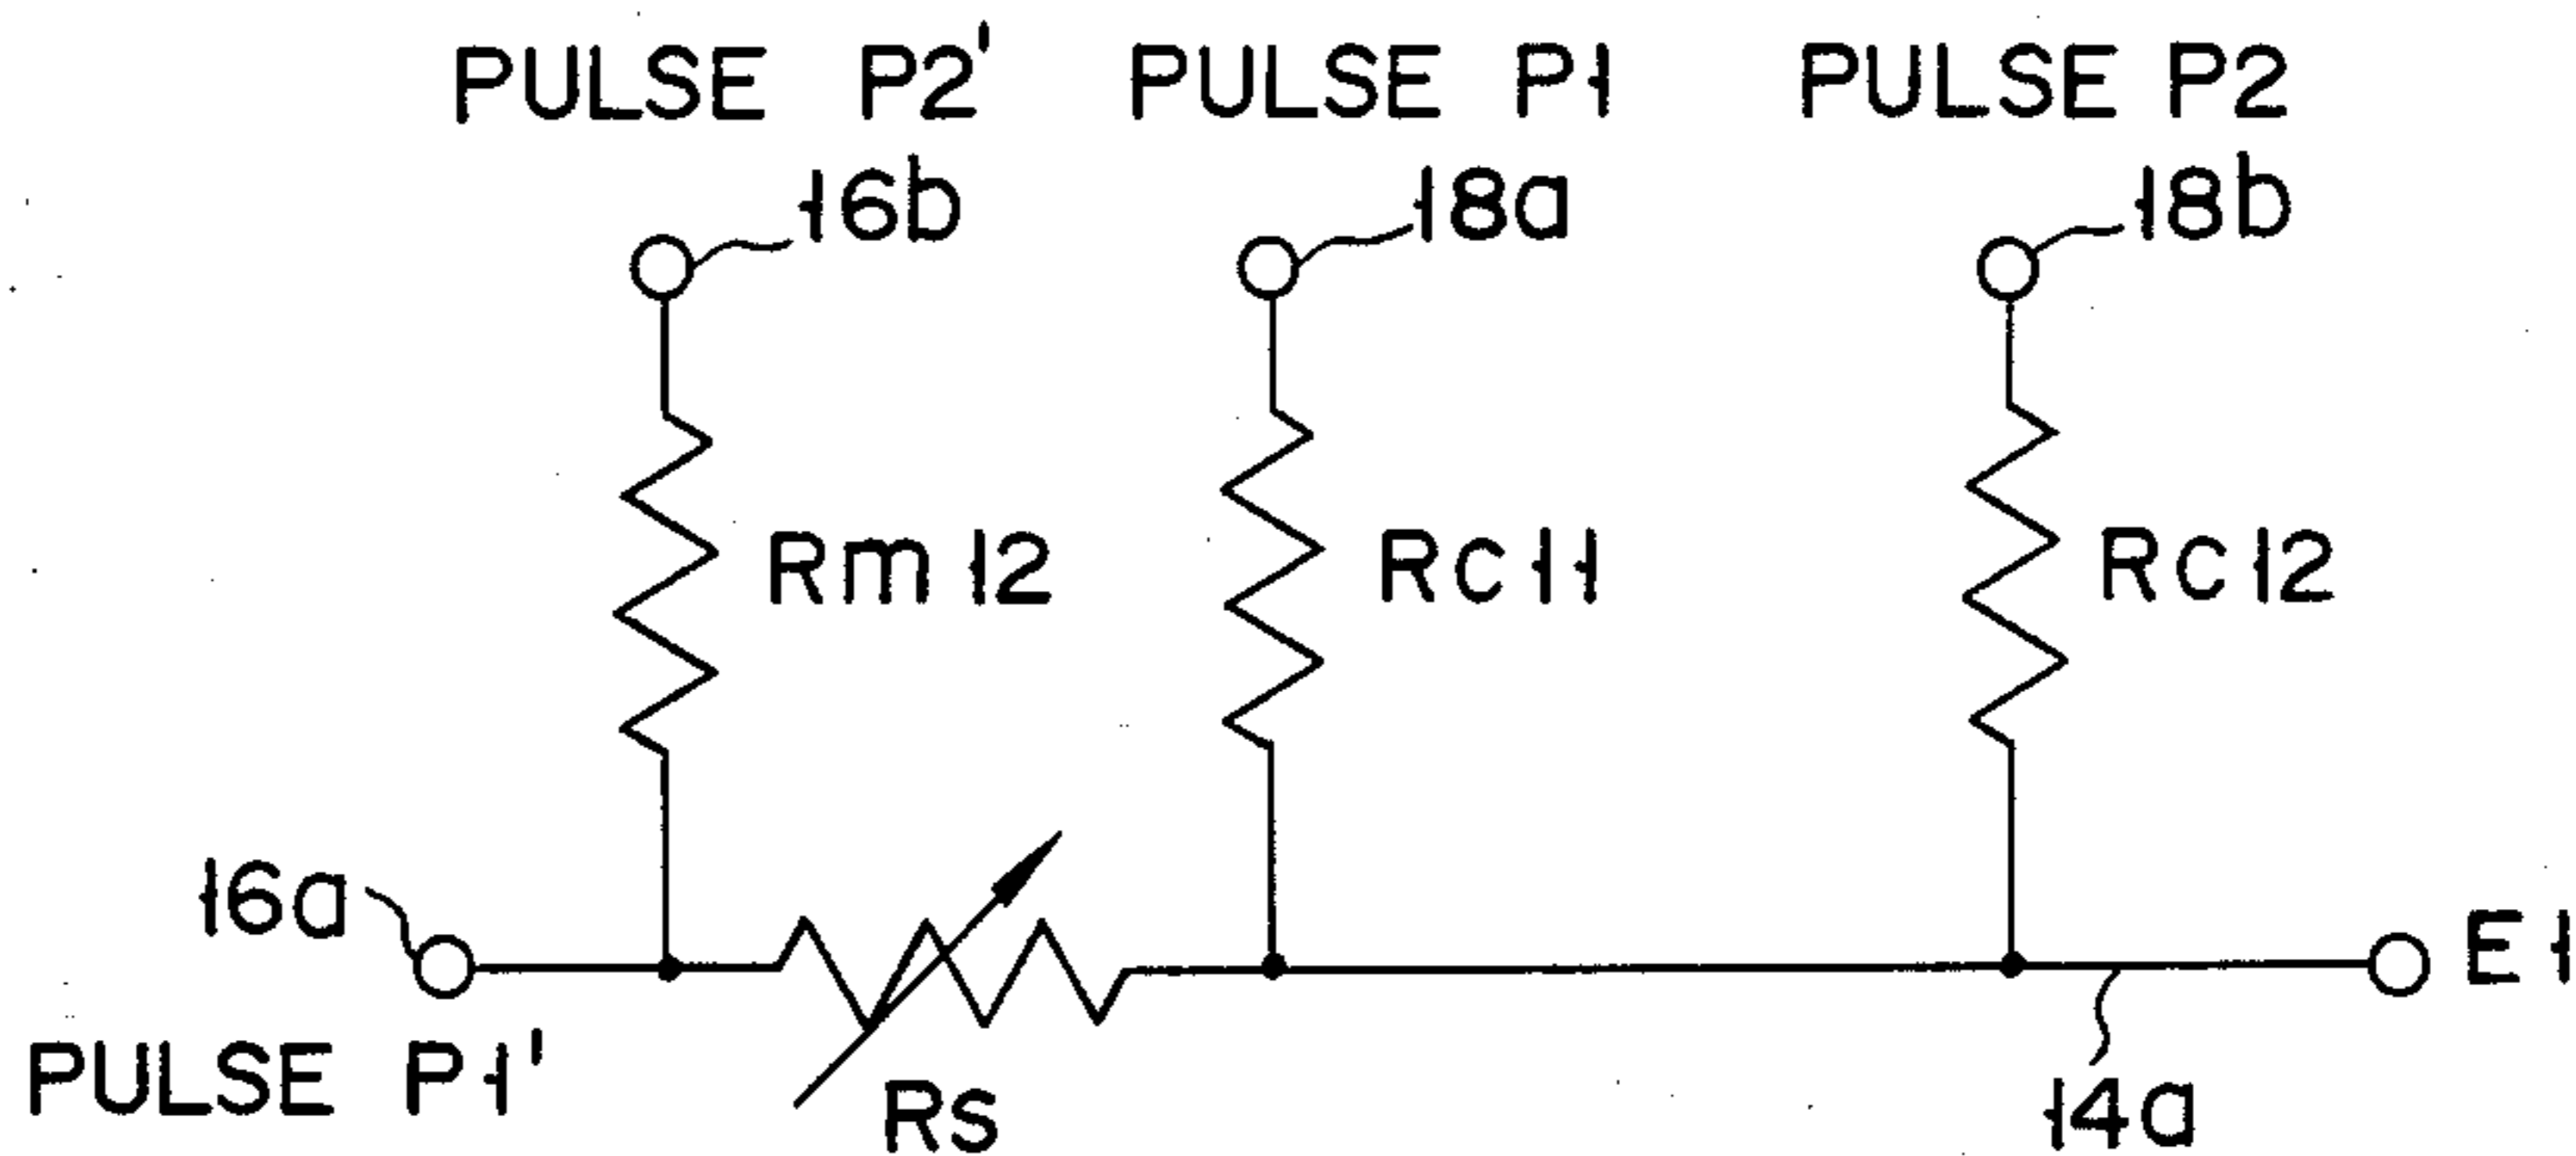 PULSE P2' PULSE P1 PULSE P2
16b 18a 18b
Rm12 Rc11 Rc12
16a
E1
PULSE P1'
Rs
14a